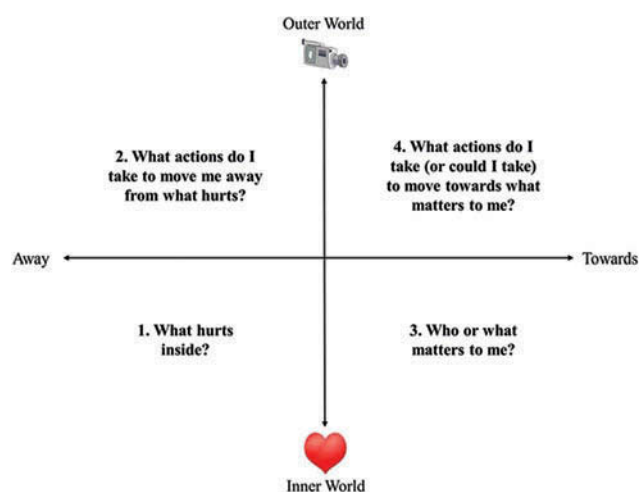 Outer World
2. What actions do I
take to move me away
from what hurts?
4. What actions do I
take (or could I take)
to move towards what
matters to me?
Away
Towards
1. What hurts
inside?
3. Who or what
matters to me?
Inner World